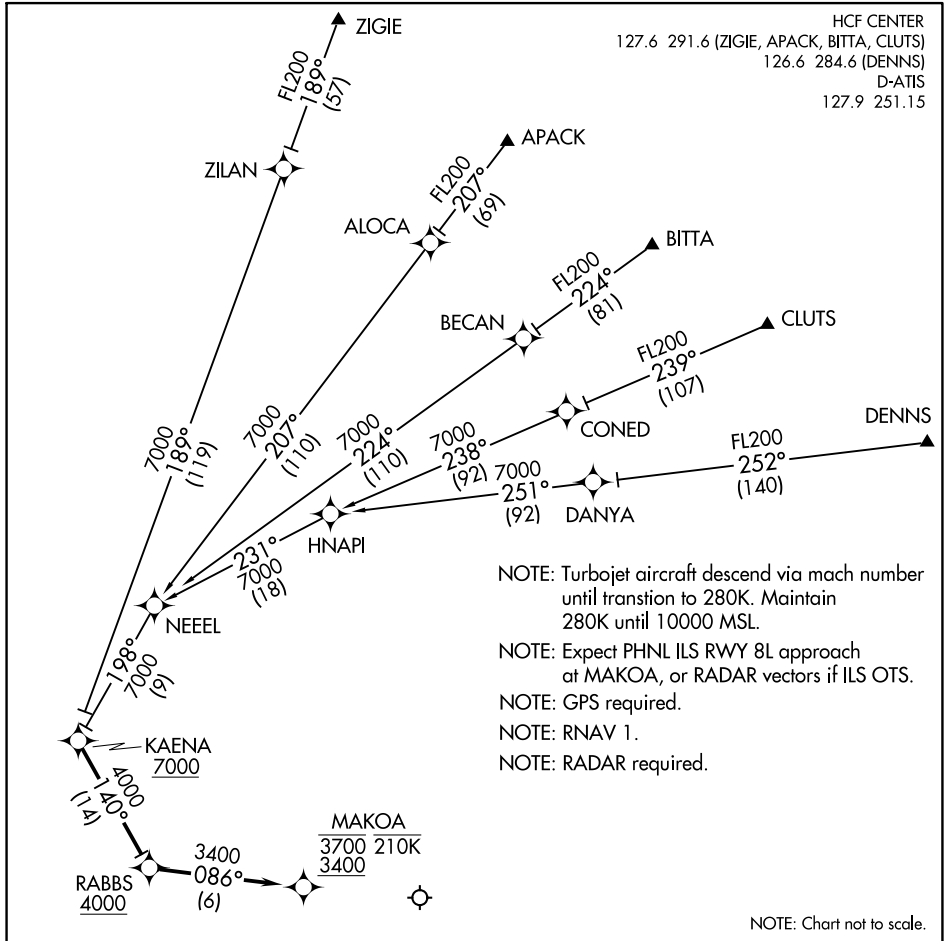 HCF CENTER
127.6 291.6 (ZIGIE, APACK, BITTA, CLUTS)
126.6 284.6 (DENNS)
D-ATIS
127.9 251.15
ZIGIE
FL200
189°
(57)
ZILAN
APACK
FL200
207°
(69)
ALOCA
BITTA
FL200
224°
(81)
BECAN
CLUTS
FL200
239°
(107)
CONED
DENNS
FL200
252°
(140)
DANYA
7000
189°
(119)
7000
207°
(110)
7000
224°
(110)
7000
238°
(92)
7000
251°
(92)
HNAPI
231°
7000
(18)
NEEEL
198°
7000
(9)
KAENA
7000
4000
140°
(14)
RABBS
4000
3400
086°
(6)
MAKOA
3700 210K
3400
NOTE: Turbojet aircraft descend via mach number
until transtion to 280K. Maintain
280K until 10000 MSL.
NOTE: Expect PHNL ILS RWY 8L approach
at MAKOA, or RADAR vectors if ILS OTS.
NOTE: GPS required.
NOTE: RNAV 1.
NOTE: RADAR required.
NOTE: Chart not to scale.